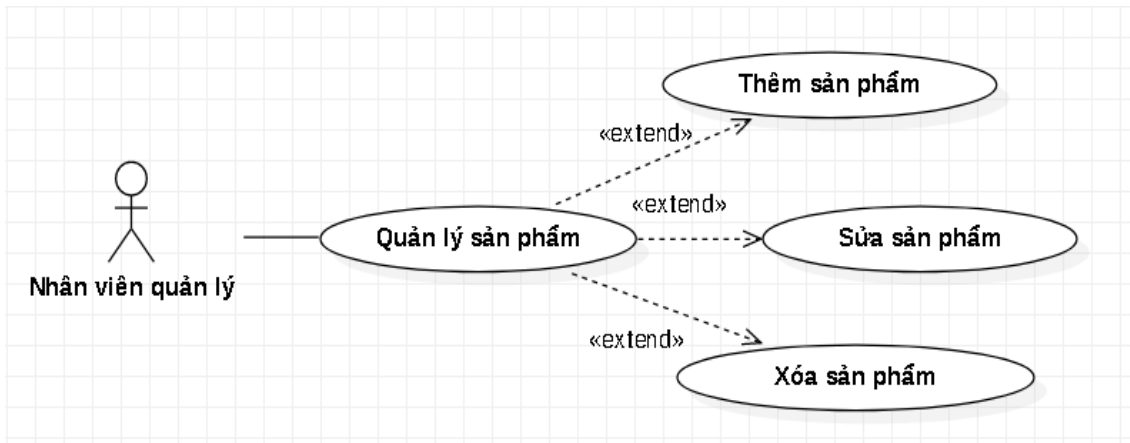 Thêm sản phẩm
«extend»
«extend»
Quản lý sản phẩm
Sửa sản phẩm
Nhân viên quản lý
«extend»
Xóa sản phẩm